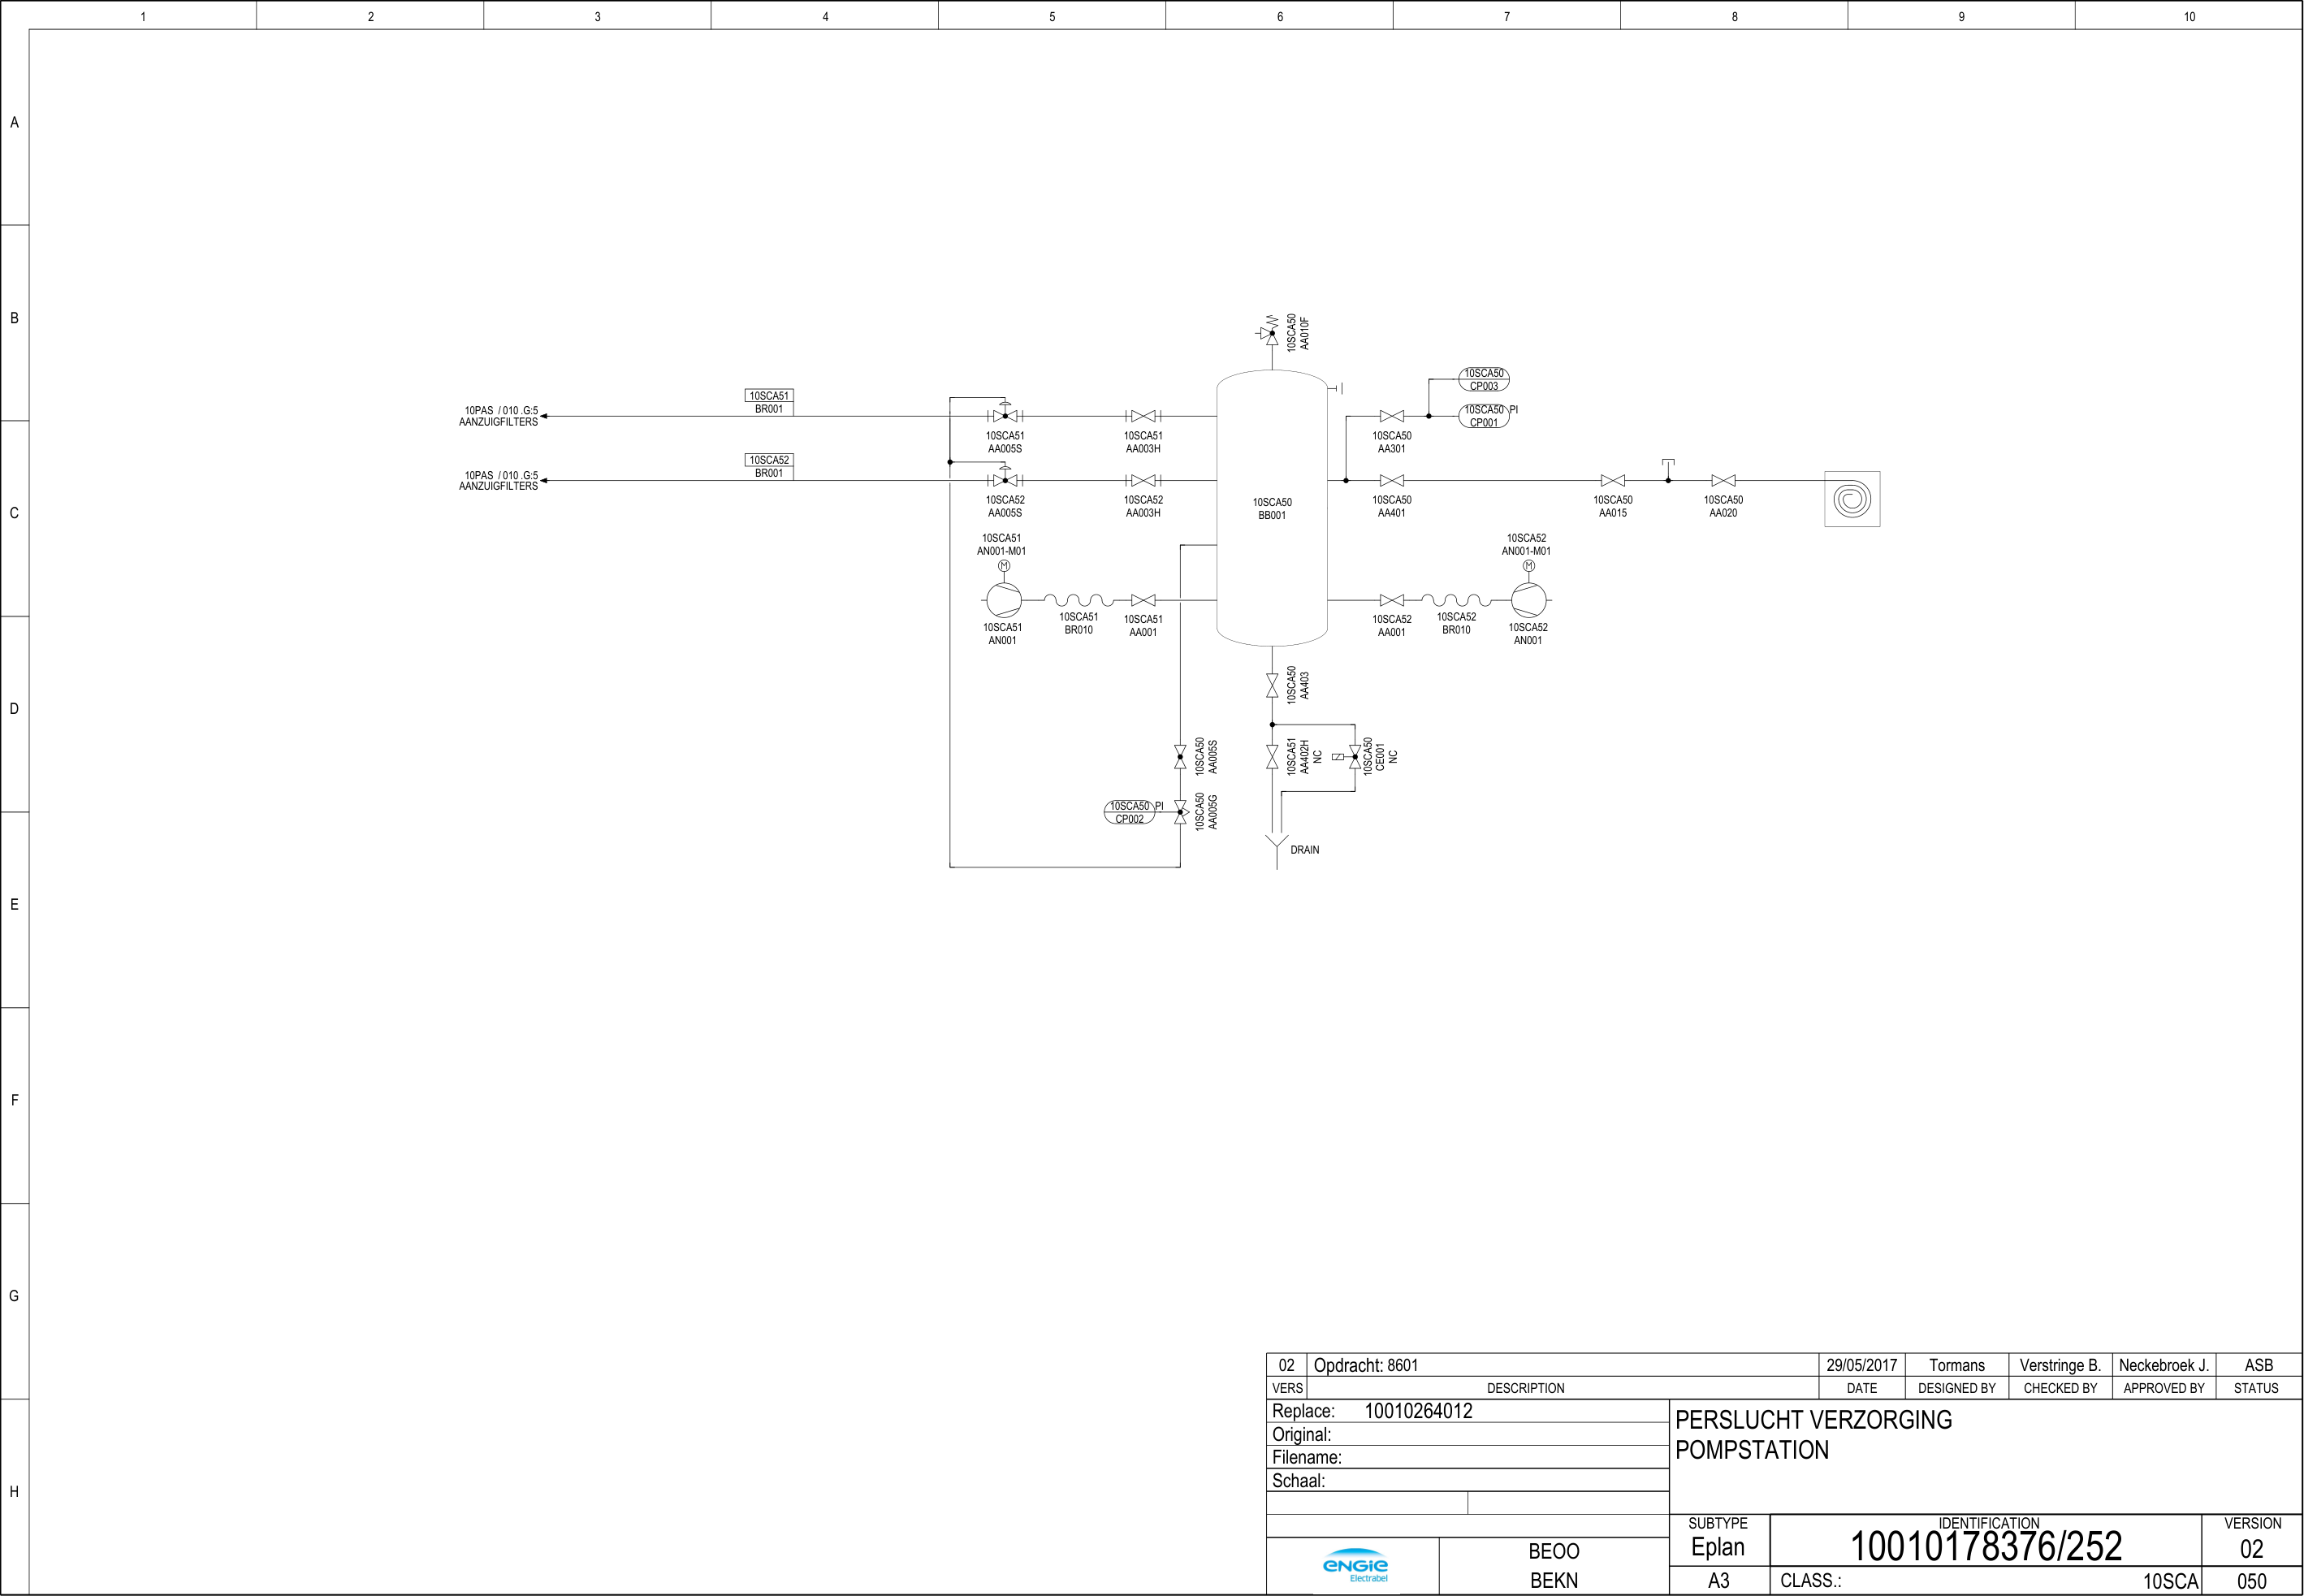 1 2 3 4 5 6 7 8 9 10
A
B
C
D
E
F
G
H
10SCA50
AA010F
10SCA50
CP003
10SCA50 PI
CP001
10SCA51
BR001
10PAS / 010 .G:5
AANZUIGFILTERS
10SCA51
AA005S
10SCA51
AA003H
10SCA50
AA301
10SCA52
BR001
10PAS / 010 .G:5
AANZUIGFILTERS
10SCA52
AA005S
10SCA52
AA003H
10SCA50
BB001
10SCA50
AA401
10SCA50
AA015
10SCA50
AA020
10SCA51
AN001-M01
M
10SCA52
AN001-M01
M
10SCA51
AN001
10SCA51
BR010
10SCA51
AA001
10SCA52
AA001
10SCA52
BR010
10SCA52
AN001
10SCA50
AA403
10SCA50
AA005S
10SCA51
AA402H
NC
10SCA50
CE001
NC
10SCA50 PI
CP002
10SCA50
AA005G
DRAIN
02 Opdracht: 8601 29/05/2017 Tormans Verstringe B. Neckebroek J. ASB
VERS DESCRIPTION DATE DESIGNED BY CHECKED BY APPROVED BY STATUS
Replace: 10010264012
Original:
Filename:
Schaal:
PERSLUCHT VERZORGING
POMPSTATION
SUBTYPE IDENTIFICATION VERSION
Eplan 10010178376/252 02
A3 CLASS.: 10SCA 050
ENGIE
Electrabel
BEOO
BEKN